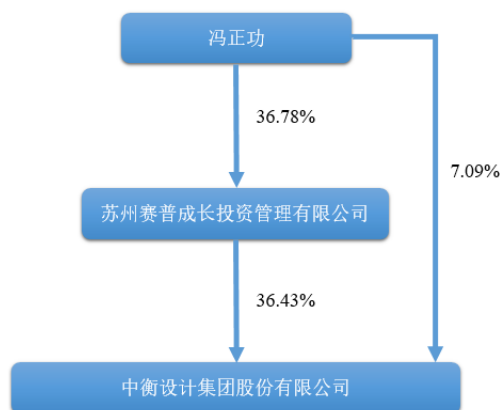 冯正功
36.78%
7.09%
苏州赛普成长投资管理有限公司
36.43%
中衡设计集团股份有限公司